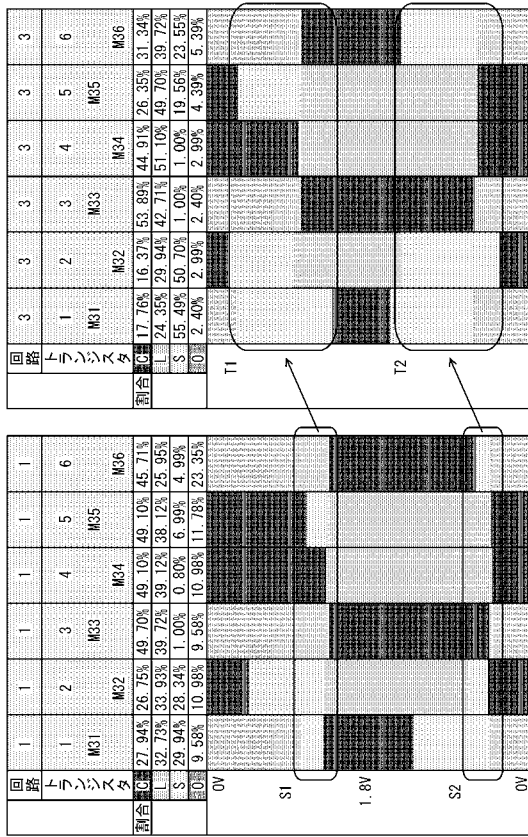 回路 1 1 1 1 1 1
トランジスタ 1 2 3 4 5 6
M31 M32 M33 M34 M35 M36
割合 C 27.94% 26.75% 49.70% 49.10% 49.10% 45.71%
L 32.73% 33.93% 39.72% 39.12% 38.12% 25.95%
S 29.94% 28.34% 1.00% 0.80% 6.99% 4.99%
O 9.58% 10.98% 9.58% 10.98% 11.78% 23.35%
0V
S1
1.8V
S2
0V
回路 3 3 3 3 3 3
トランジスタ 1 2 3 4 5 6
M31 M32 M33 M34 M35 M36
割合 C 17.76% 16.37% 53.89% 44.91% 26.35% 31.34%
L 24.35% 29.94% 42.71% 51.10% 49.70% 39.72%
S 55.49% 50.70% 1.00% 1.00% 19.56% 23.55%
O 2.40% 2.99% 2.40% 2.99% 4.39% 5.39%
T1
T2